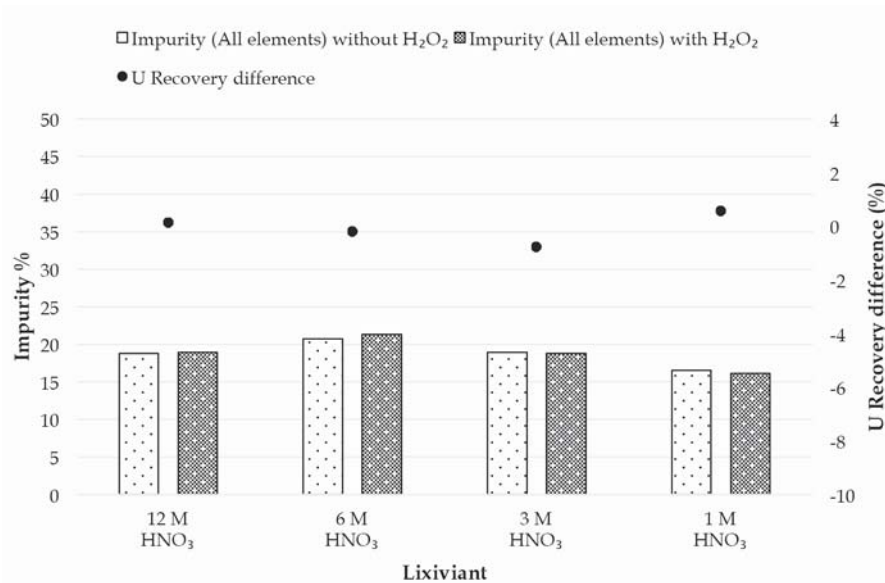 Impurity (All elements) without H₂O₂ Impurity (All elements) with H₂O₂
U Recovery difference
50
45
40
35
30
25
20
15
10
5
0
Impurity %
4
2
0
-2
-4
-6
-8
-10
U Recovery difference (%)
12 M
HNO₃
6 M
HNO₃
3 M
HNO₃
1 M
HNO₃
Lixiviant